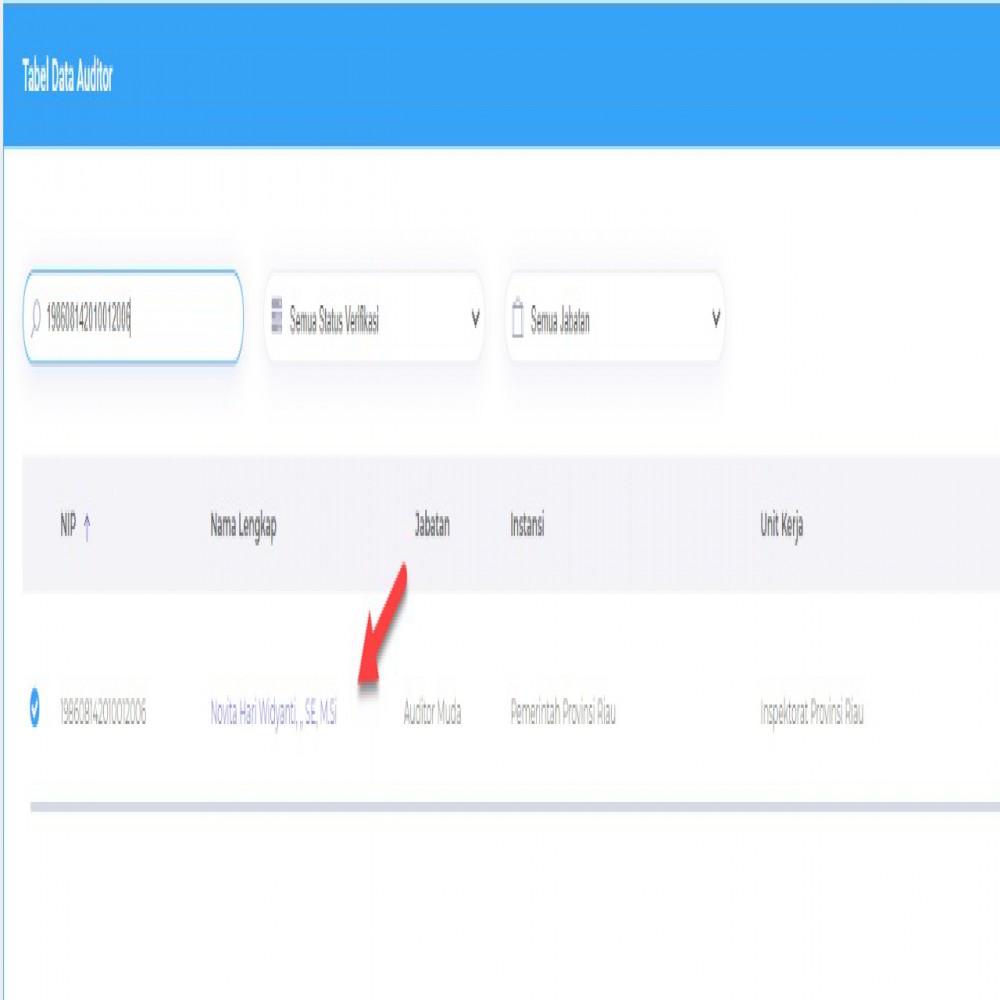 Tabel Data Auditor
198608142010012006 Semua Status Verifikasi Semua Jabatan
NIP ↑ Nama Lengkap Jabatan Instansi Unit Kerja
198608142010012006 Novita Hari Widyanti, , SE, M.Si Auditor Muda Pemerintah Provinsi Riau Inspektorat Provinsi Riau